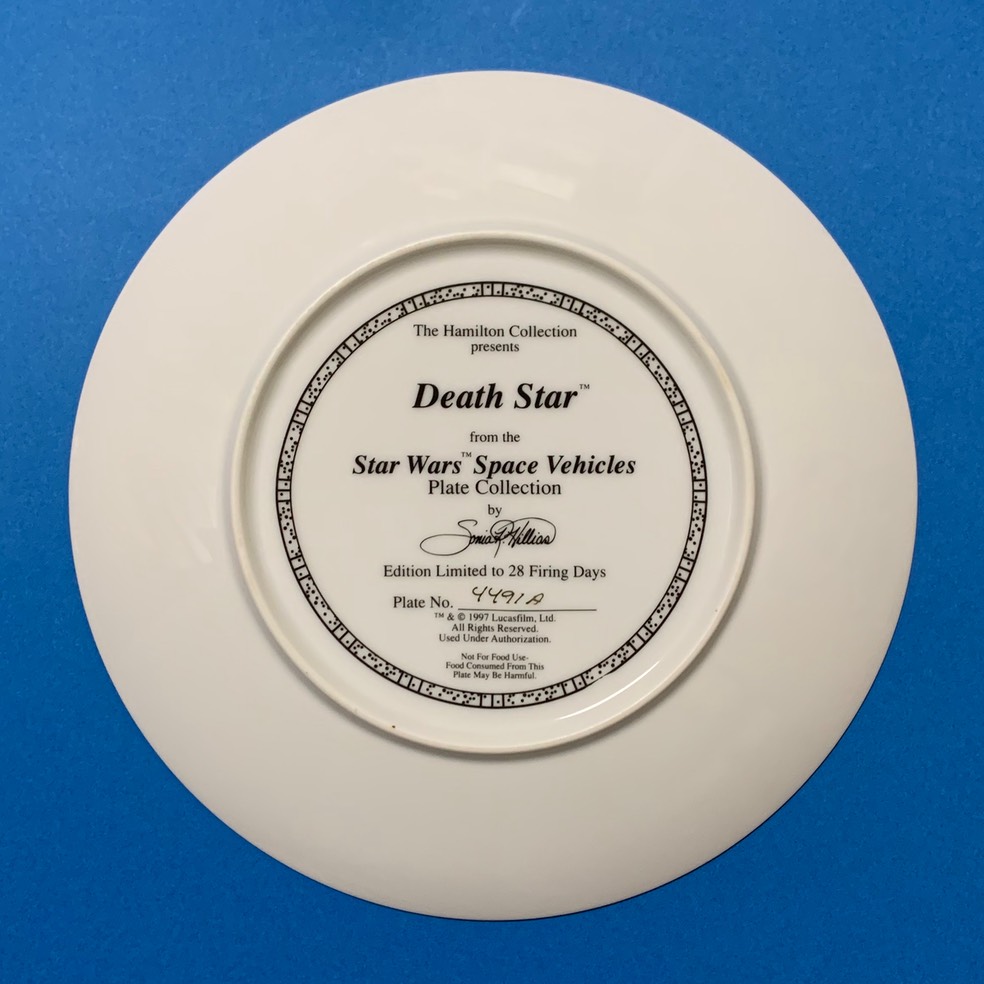 The Hamilton Collection
presents
Death Star™
from the
Star Wars™ Space Vehicles
Plate Collection
by
Sonia R. Hillios
Edition Limited to 28 Firing Days
Plate No. 4491A
™ & © 1997 Lucasfilm, Ltd.
All Rights Reserved.
Used Under Authorization.
Not For Food Use-
Food Consumed From This
Plate May Be Harmful.